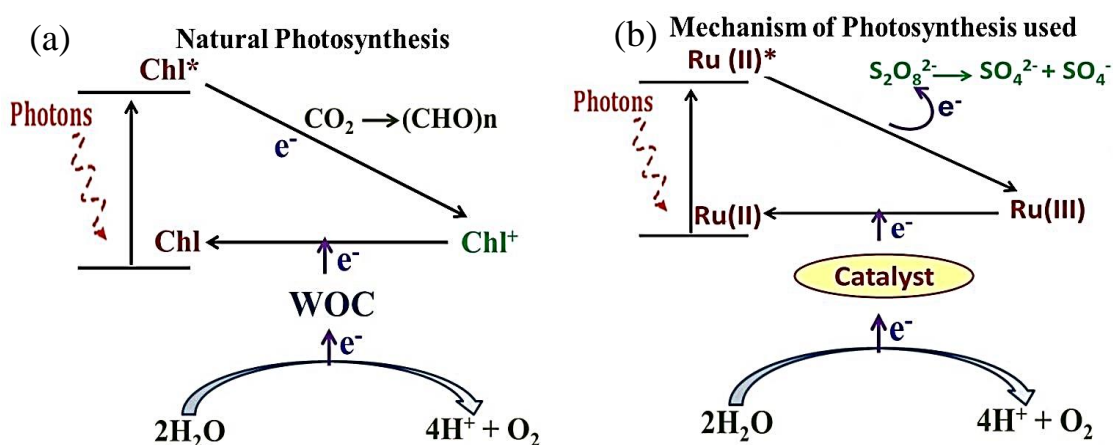 (a)
Natural Photosynthesis
Chl*
Photons
CO₂ → (CHO)n
e⁻
Chl
Chl⁺
e⁻
WOC
e⁻
2H₂O
4H⁺ + O₂
(b)
Mechanism of Photosynthesis used
Ru (II)*
S₂O₈²⁻ → SO₄²⁻ + SO₄⁻
Photons
e⁻
Ru(II)
Ru(III)
e⁻
Catalyst
e⁻
2H₂O
4H⁺ + O₂